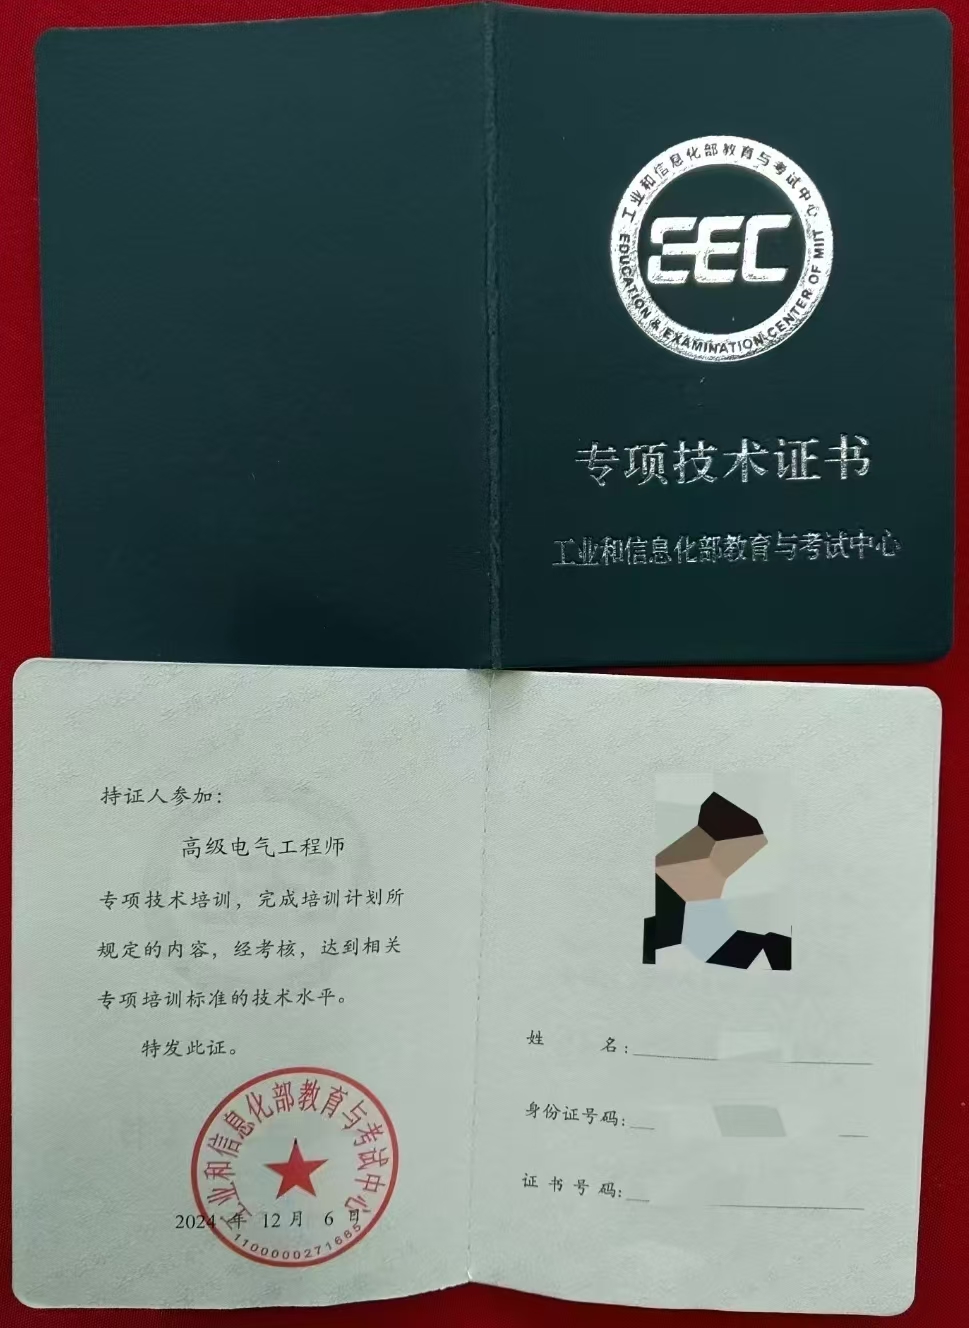 工业和信息化部教育与考试中心
EEC
EDUCATION & EXAMINATION CENTER OF MIIT
专项技术证书
工业和信息化部教育与考试中心
持证人参加：
高级电气工程师
专项技术培训，完成培训计划所
规定的内容，经考核，达到相关
专项培训标准的技术水平。
特发此证。
工业和信息化部教育与考试中心
2024 年 12 月 6 日
1100000271685
姓 名：
身份证号码：
证书号码：